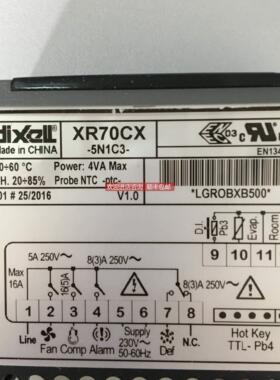 dixell
XR70CX
-5N1C3-
Made in CHINA
0÷60 °C
Power: 4VA Max
.H. 20÷85%
Probe NTC -ptc-
01 # 25/2016
V1.0
*LGROBXB500*
03
EN134
D.I.
Pb3
Evap.
Room
5A 250V~
8(3)A 250V~
Max
16A
16(5)A
8(3)A 250V~
9 10 11
1 2 3 4 5 6 7 8
Line
Fan Comp Alarm
Supply
230V~
50-60Hz
Def
N.C.
Hot Key
TTL- Pb4